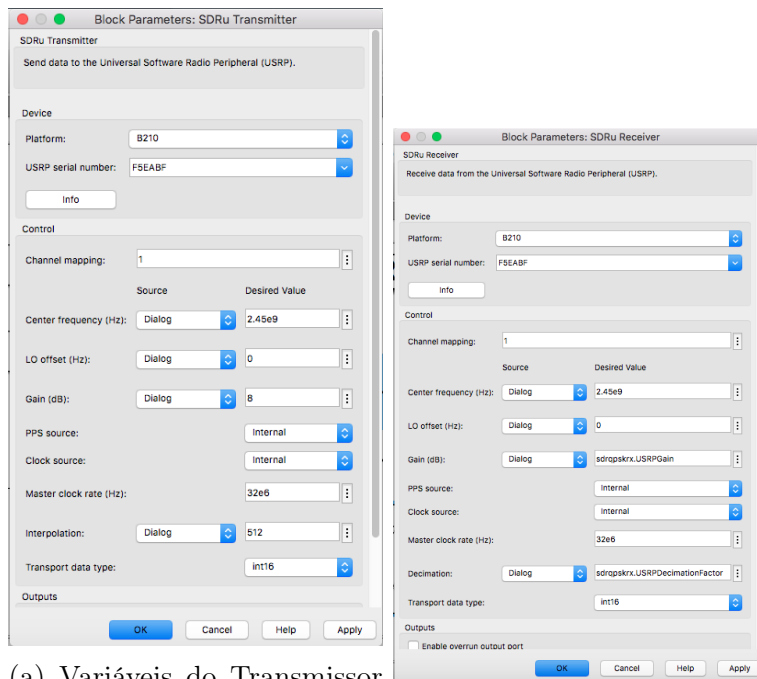 Block Parameters: SDRu Transmitter
SDRu Transmitter
Send data to the Universal Software Radio Peripheral (USRP).
Device
Platform: B210
USRP serial number: F5EABF
Info
Control
Channel mapping: 1
Source Desired Value
Center frequency (Hz): Dialog 2.45e9
LO offset (Hz): Dialog 0
Gain (dB): Dialog 8
PPS source: Internal
Clock source: Internal
Master clock rate (Hz): 32e6
Interpolation: Dialog 512
Transport data type: int16
Outputs
OK Cancel Help Apply
(a) Variáveis do Transmissor
Block Parameters: SDRu Receiver
SDRu Receiver
Receive data from the Universal Software Radio Peripheral (USRP).
Device
Platform: B210
USRP serial number: F5EABF
Info
Control
Channel mapping: 1
Source Desired Value
Center frequency (Hz): Dialog 2.45e9
LO offset (Hz): Dialog 0
Gain (dB): Dialog sdrqpskrx.USRPGain
PPS source: Internal
Clock source: Internal
Master clock rate (Hz): 32e6
Decimation: Dialog sdrqpskrx.USRPDecimationFactor
Transport data type: int16
Outputs
Enable overrun output port
OK Cancel Help Apply